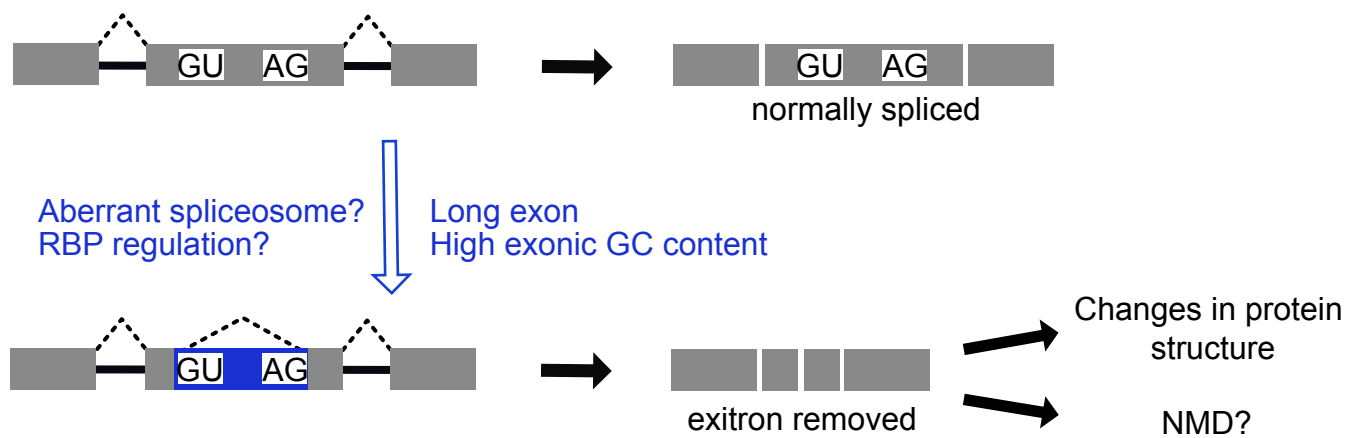 GU AG
GU AG
normally spliced
Aberrant spliceosome?
RBP regulation?
Long exon
High exonic GC content
GU AG
exitron removed
Changes in protein
structure
NMD?